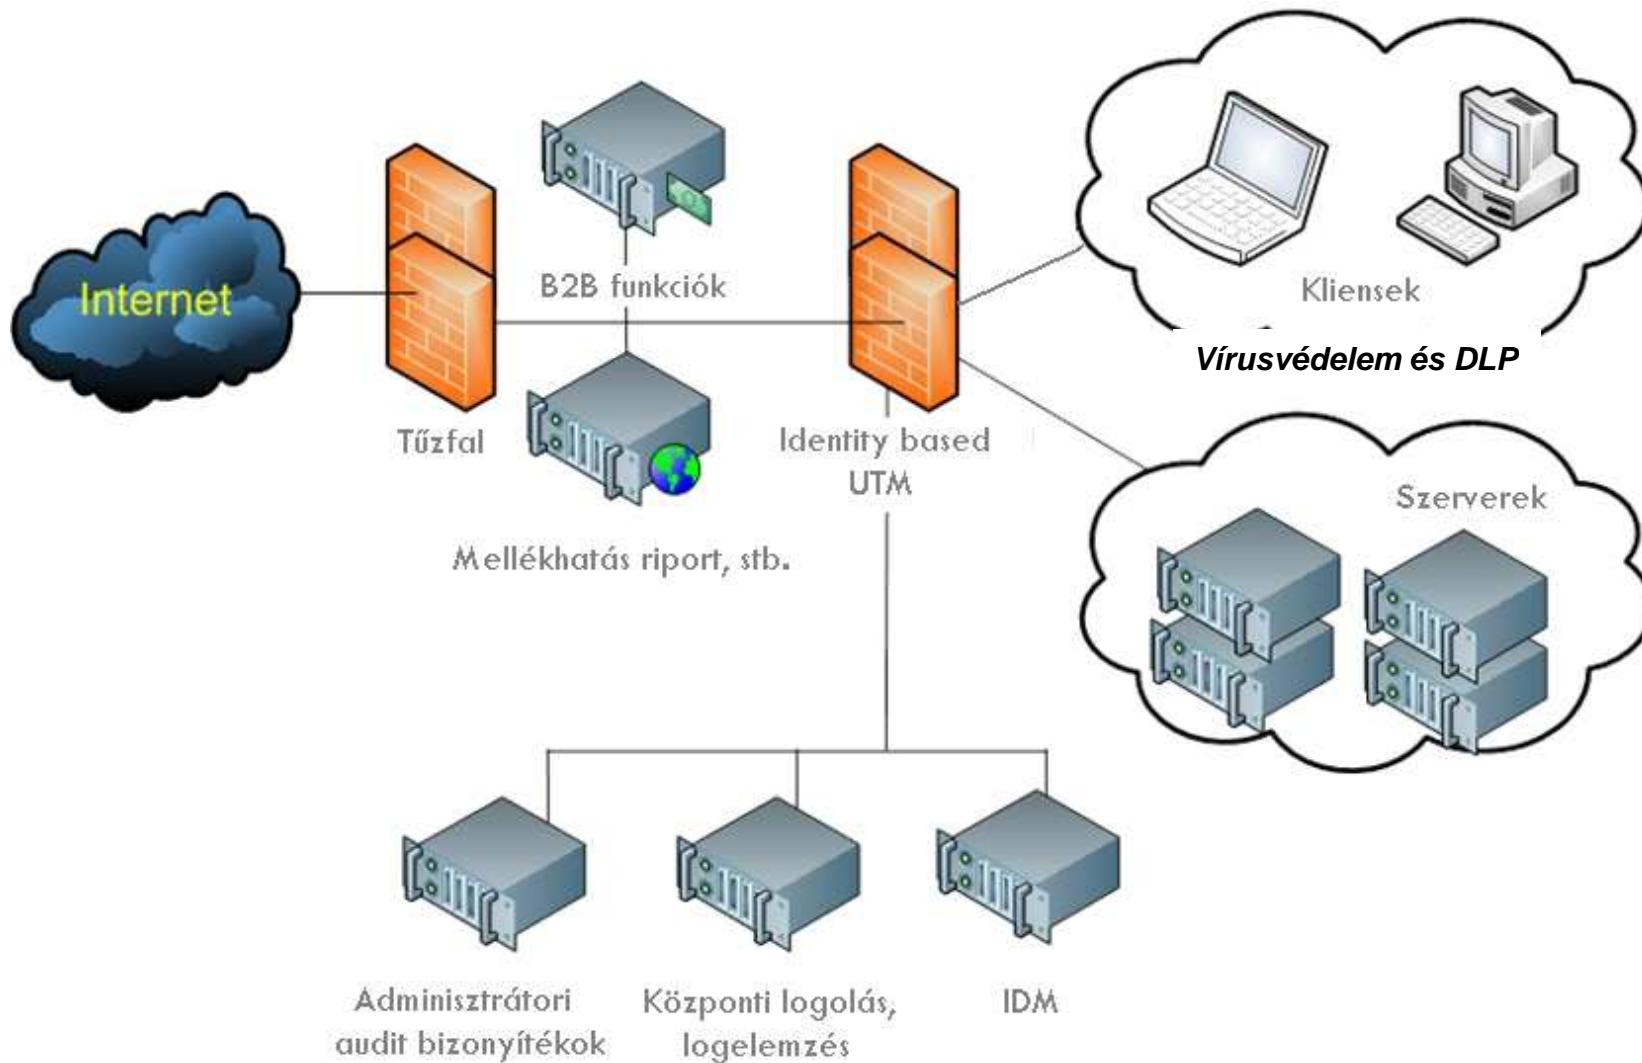 Internet
B2B funkciók
Kliensek
Vírusvédelem és DLP
Tűzfal
Identity based
UTM
Szerverek
Mellékhatás riport, stb.
Adminisztrátori
audit bizonyítékok
Központi logolás,
logelemzés
IDM